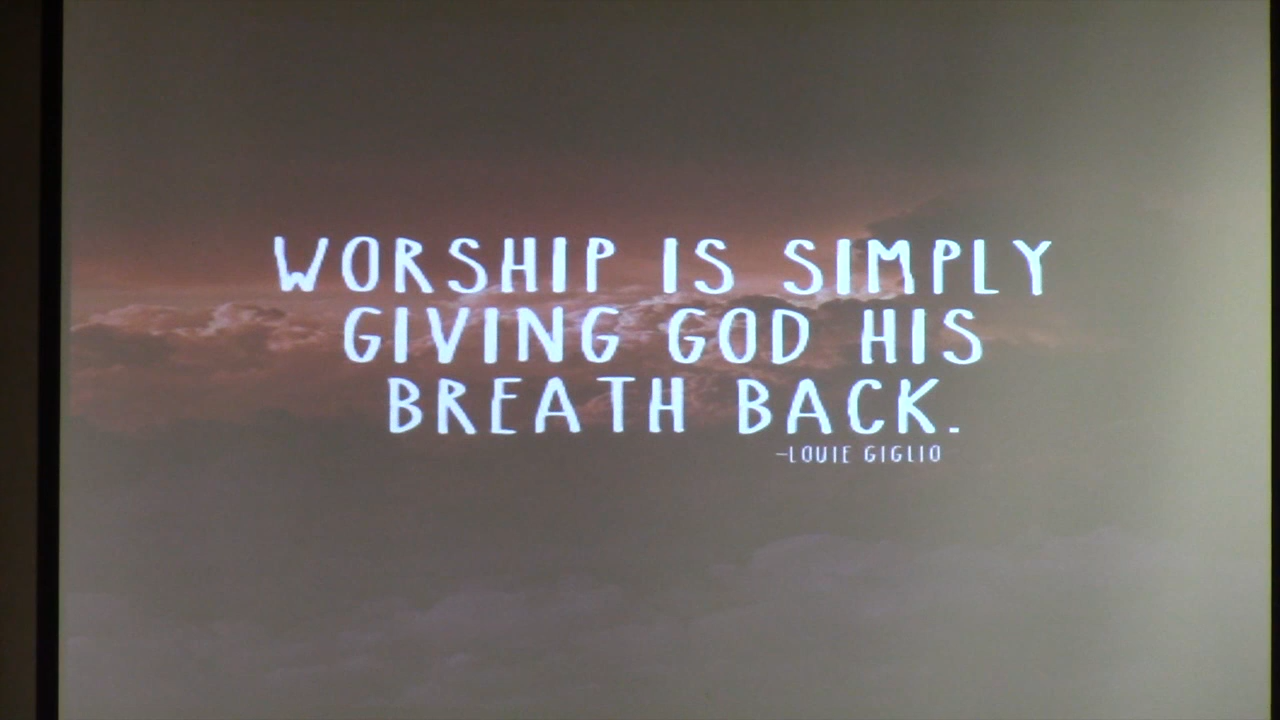 WORSHIP IS SIMPLY
GIVING GOD HIS
BREATH BACK.
-LOUIE GIGLIO